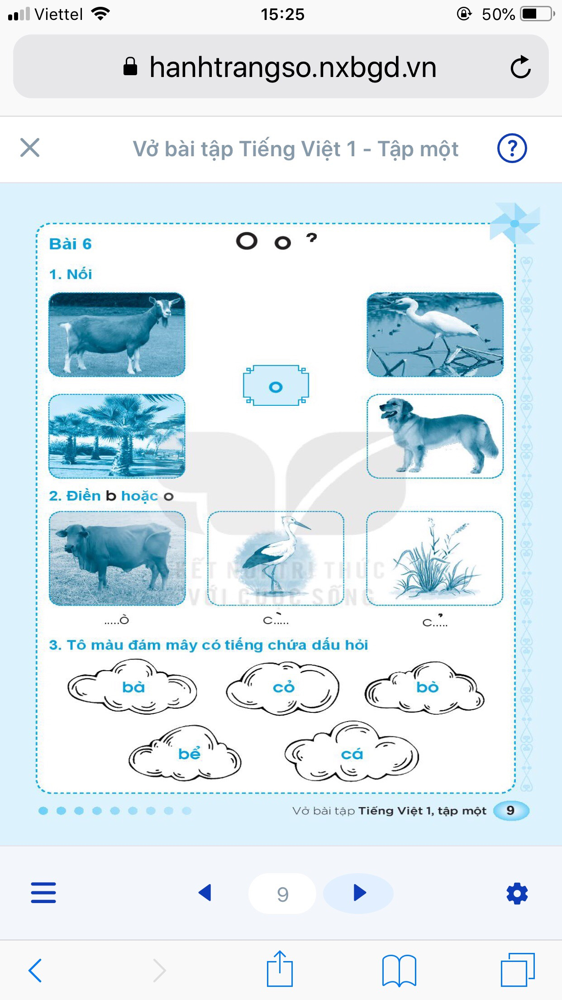 Viettel 15:25 50%
hanhtrangso.nxbgd.vn
Vở bài tập Tiếng Việt 1 - Tập một ?
Bài 6 O o ?
1. Nối
o
2. Điền b hoặc o
KẾT NỐI TRI THỨC
VỚI CUỘC SỐNG
.....ò c.̀.... c.̉....
3. Tô màu đám mây có tiếng chứa dấu hỏi
bà cỏ bò
bể cá
Vở bài tập Tiếng Việt 1, tập một 9
9